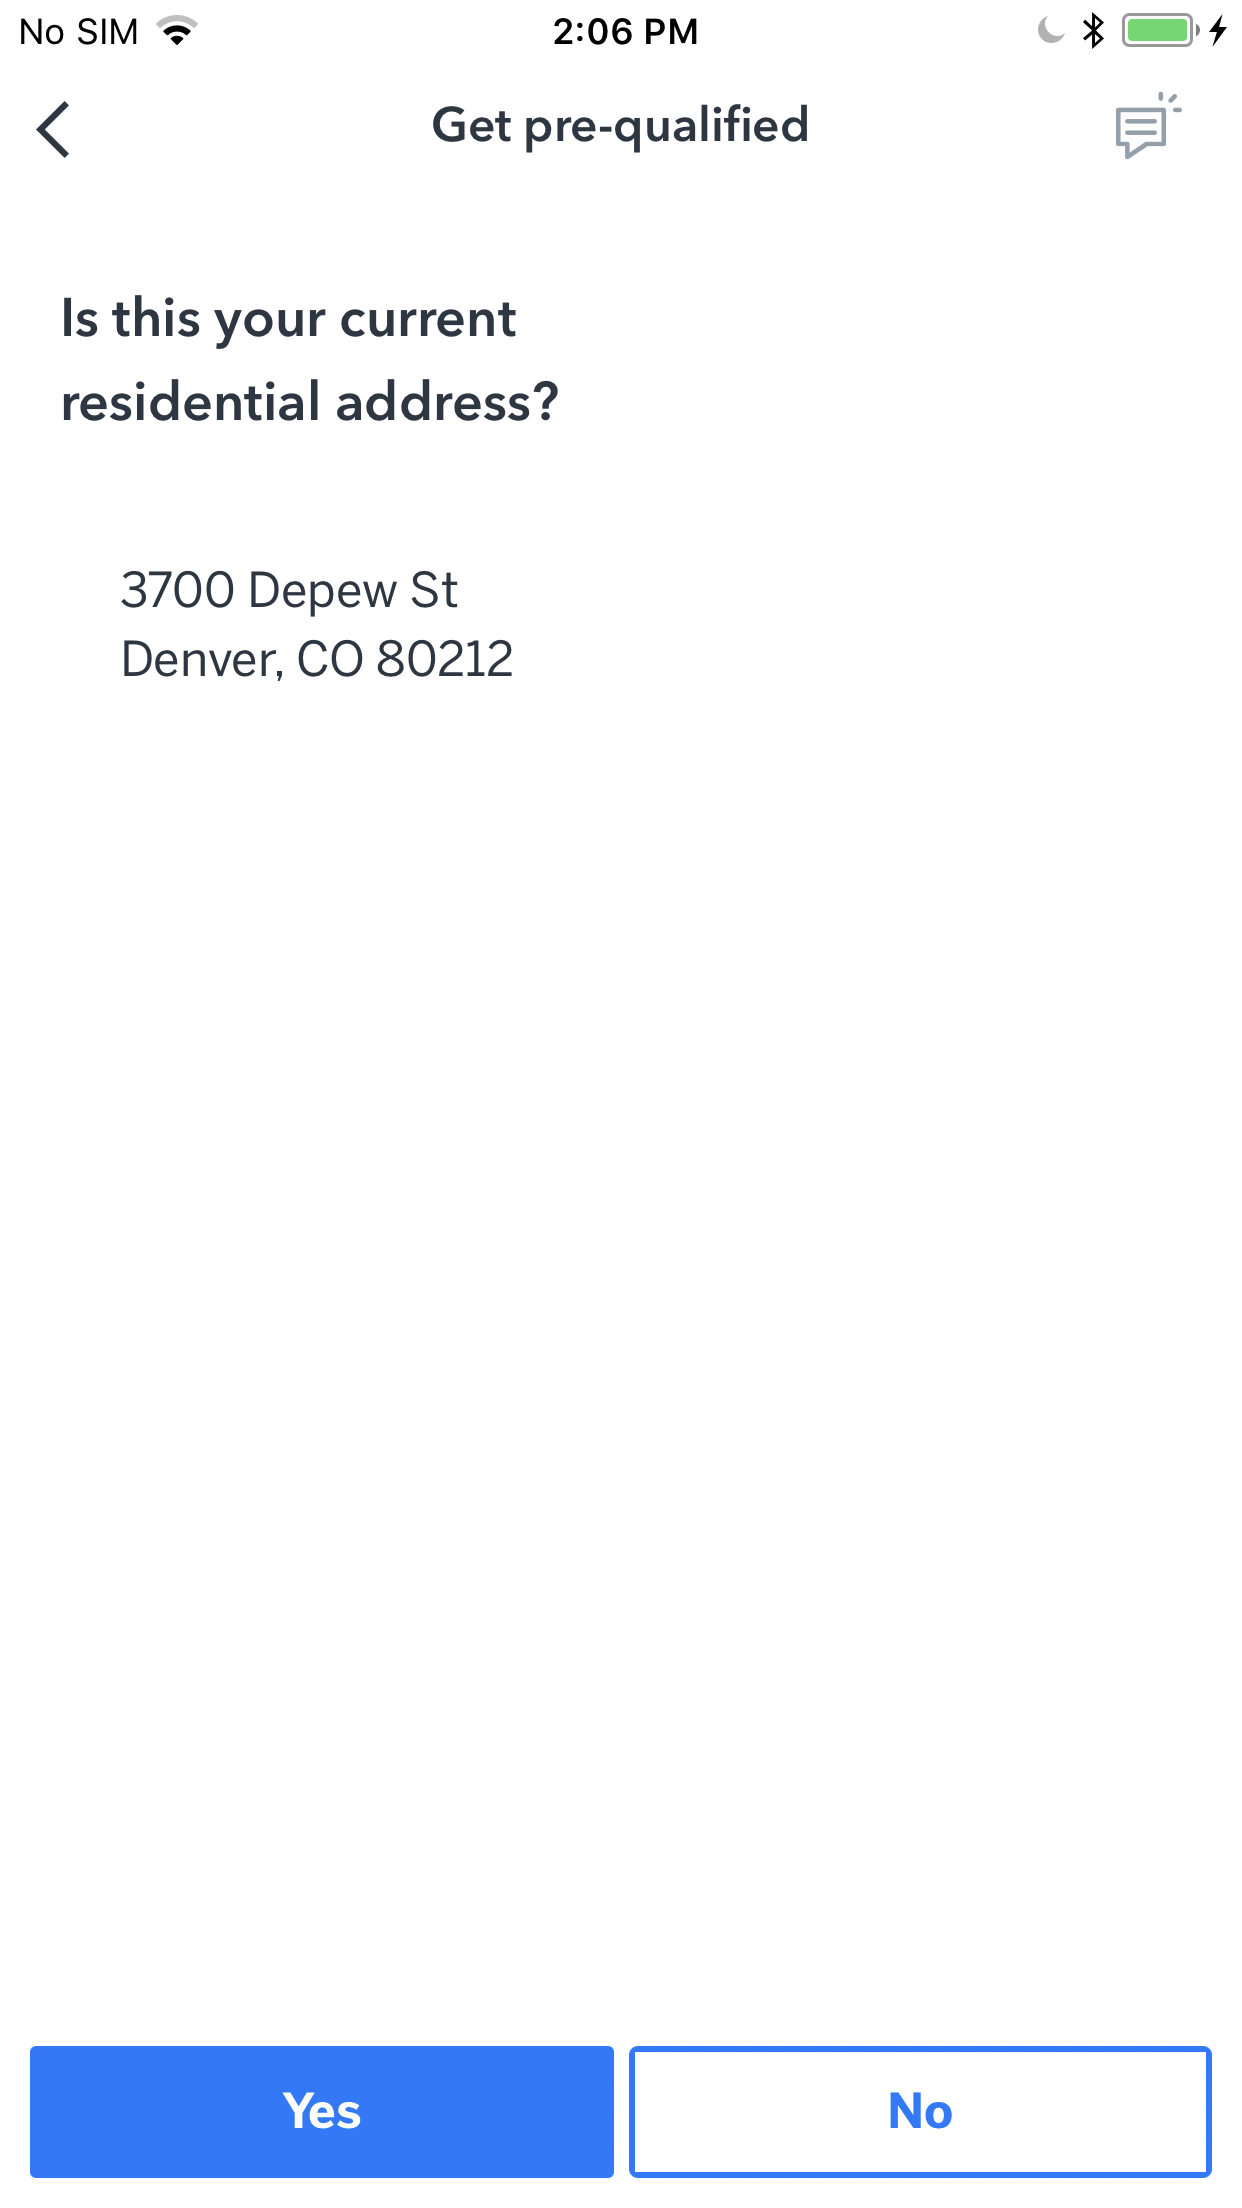 No SIM 2:06 PM
Get pre-qualified
Is this your current
residential address?
3700 Depew St
Denver, CO 80212
Yes No